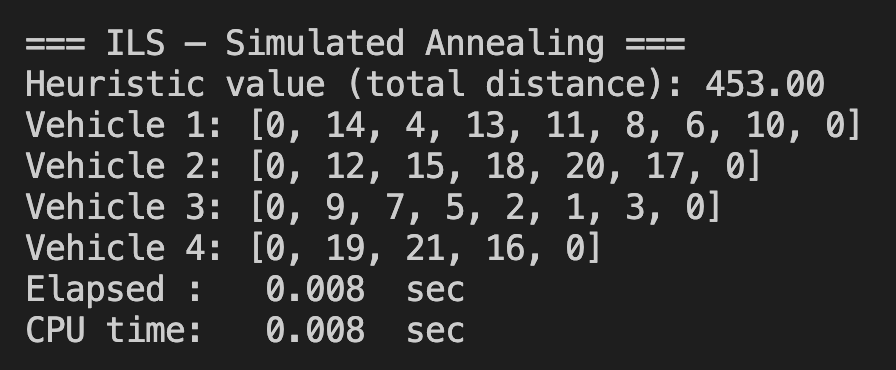 === ILS – Simulated Annealing ===
Heuristic value (total distance): 453.00
Vehicle 1: [0, 14, 4, 13, 11, 8, 6, 10, 0]
Vehicle 2: [0, 12, 15, 18, 20, 17, 0]
Vehicle 3: [0, 9, 7, 5, 2, 1, 3, 0]
Vehicle 4: [0, 19, 21, 16, 0]
Elapsed :   0.008  sec
CPU time:   0.008  sec